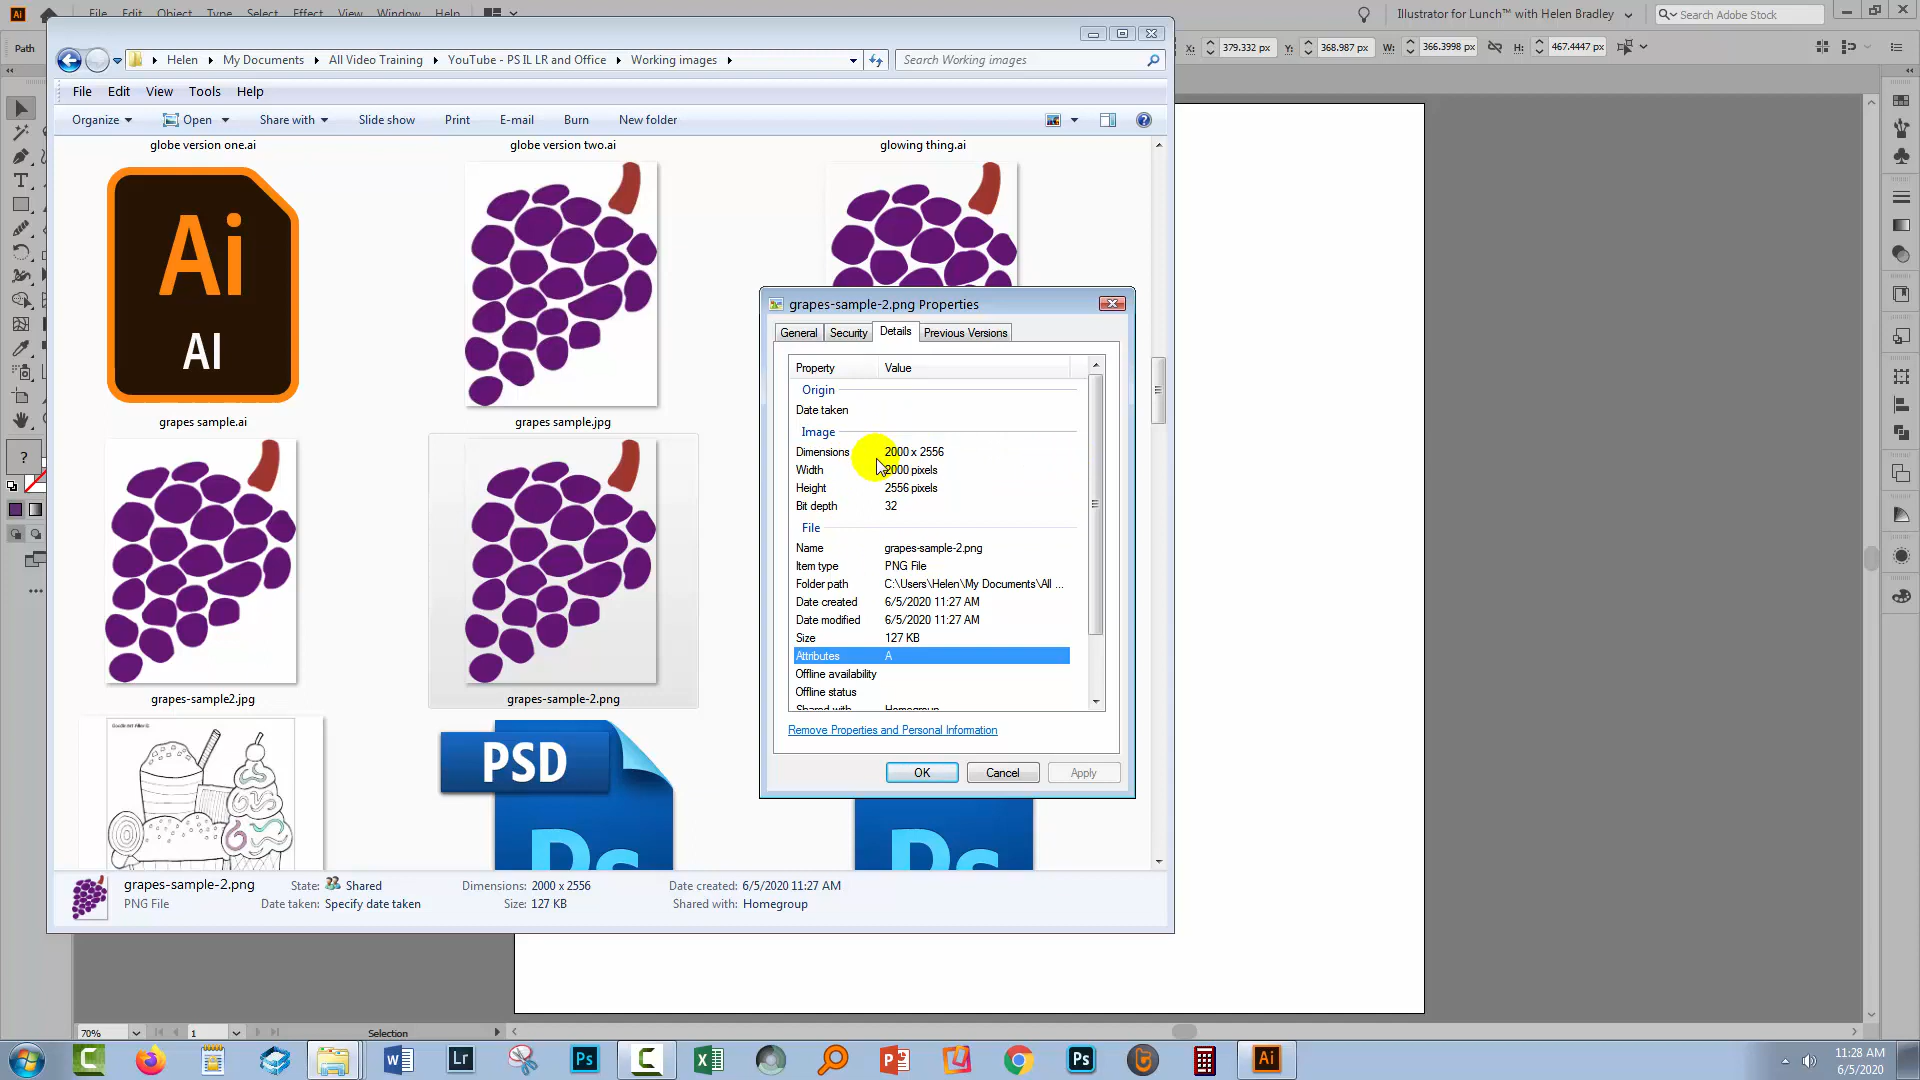 Ai File Edit Object Type Select Effect View Window Help
Illustrator for Lunch™ with Helen Bradley
Search Adobe Stock
Path
X: 379.332 px Y: 368.987 px W: 366.3998 px H: 467.4447 px
Helen My Documents All Video Training YouTube - PS IL LR and Office Working images
Search Working images
File Edit View Tools Help
Organize Open Share with Slide show Print E-mail Burn New folder
globe version one.ai globe version two.ai glowing thing.ai
Ai
AI
grapes sample.ai grapes sample.jpg
grapes-sample2.jpg grapes-sample-2.png
PSD
Ps Ps
grapes-sample-2.png Properties
General Security Details Previous Versions
Property Value
Origin
Date taken
Image
Dimensions 2000 x 2556
Width 2000 pixels
Height 2556 pixels
Bit depth 32
File
Name grapes-sample-2.png
Item type PNG File
Folder path C:\Users\Helen\My Documents\All ...
Date created 6/5/2020 11:27 AM
Date modified 6/5/2020 11:27 AM
Size 127 KB
Attributes A
Offline availability
Offline status
Shared with Homegroup
Remove Properties and Personal Information
OK Cancel Apply
grapes-sample-2.png State: Shared Dimensions: 2000 x 2556 Date created: 6/5/2020 11:27 AM
PNG File Date taken: Specify date taken Size: 127 KB Shared with: Homegroup
70% 1 Selection
W Lr Ps Ps Ai
11:28 AM
6/5/2020